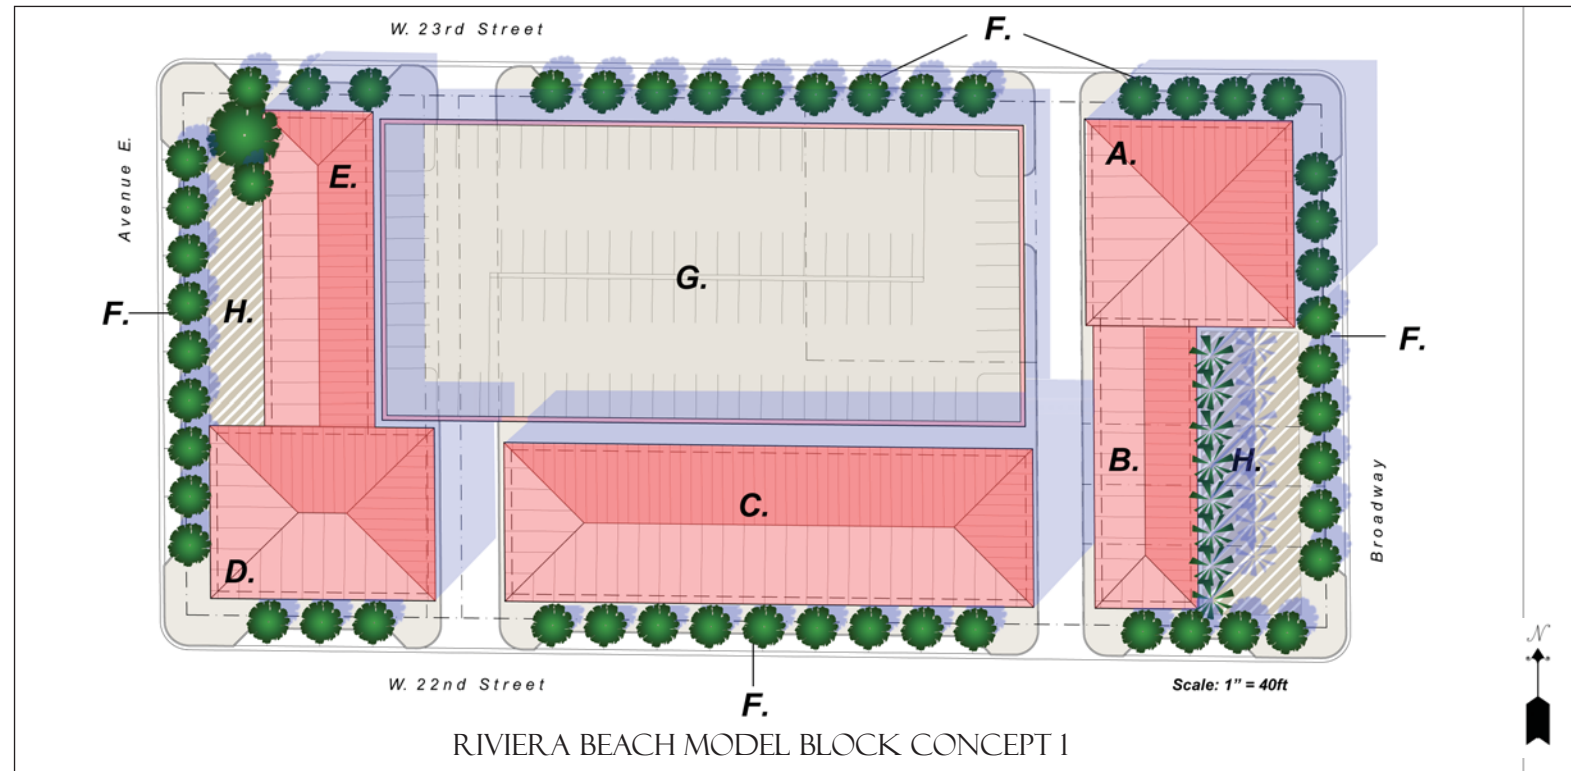 W. 23rd Street
F.
A.
E.
Avenue E.
G.
F.
H.
F.
B.
H.
C.
D.
Broadway
W. 22nd Street
F.
Scale: 1” = 40ft
N
RIVIERA BEACH MODEL BLOCK CONCEPT 1